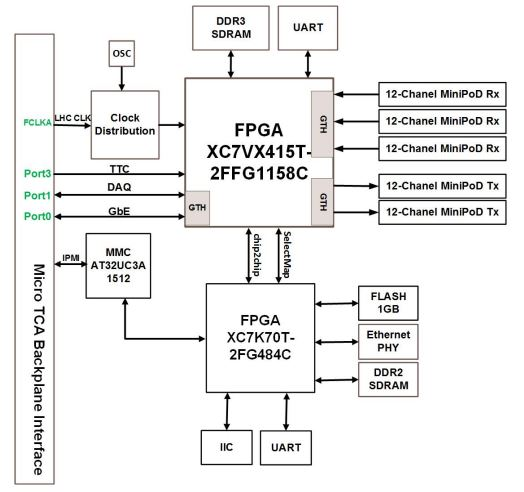 DDR3
SDRAM
UART
OSC
FCLKA
LHC CLK
Clock
Distribution
FPGA
XC7VX415T-
2FFG1158C
GTH
12-Chanel MiniPoD Rx
12-Chanel MiniPoD Rx
12-Chanel MiniPoD Rx
Port3
TTC
Port1
DAQ
Port0
GbE
GTH
GTH
12-Chanel MiniPoD Tx
12-Chanel MiniPoD Tx
IPMI
MMC
AT32UC3A
1512
chip2chip
SelectMap
Micro TCA Backplane Interface
FPGA
XC7K70T-
2FG484C
FLASH
1GB
Ethernet
PHY
DDR2
SDRAM
IIC
UART